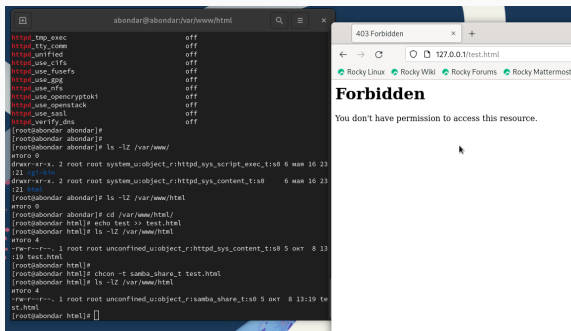 abondar@abondar:/var/www/html
httpd_tmp_exec off
httpd_tty_comm off
httpd_unified off
httpd_use_cifs off
httpd_use_fusefs off
httpd_use_gpg off
httpd_use_nfs off
httpd_use_opencryptoki off
httpd_use_openstack off
httpd_use_sasl off
httpd_verify_dns off
[root@abondar abondar]#
[root@abondar abondar]#
[root@abondar abondar]# ls -lZ /var/www/
итого 0
drwxr-xr-x. 2 root root system_u:object_r:httpd_sys_script_exec_t:s0 6 мая 16 23
:21 cgi-bin
drwxr-xr-x. 2 root root system_u:object_r:httpd_sys_content_t:s0 6 мая 16 23
:21 html
[root@abondar abondar]# ls -lZ /var/www/html
итого 0
[root@abondar abondar]# cd /var/www/html/
[root@abondar html]# echo test >> test.html
[root@abondar html]# ls -lZ /var/www/html
итого 4
-rw-r--r--. 1 root root unconfined_u:object_r:httpd_sys_content_t:s0 5 окт 8 13
:19 test.html
[root@abondar html]#
[root@abondar html]# chcon -t samba_share_t test.html
[root@abondar html]# ls -lZ /var/www/html
итого 4
-rw-r--r--. 1 root root unconfined_u:object_r:samba_share_t:s0 5 окт 8 13:19 te
st.html
[root@abondar html]#
403 Forbidden
127.0.0.1/test.html
Rocky Linux Rocky Wiki Rocky Forums Rocky Mattermost
Forbidden
You don't have permission to access this resource.